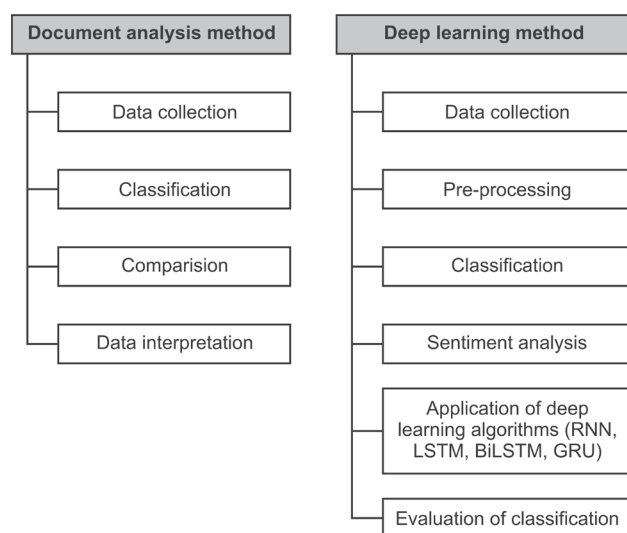 Document analysis method
Data collection
Classification
Comparision
Data interpretation
Deep learning method
Data collection
Pre-processing
Classification
Sentiment analysis
Application of deep
learning algorithms (RNN,
LSTM, BiLSTM, GRU)
Evaluation of classification